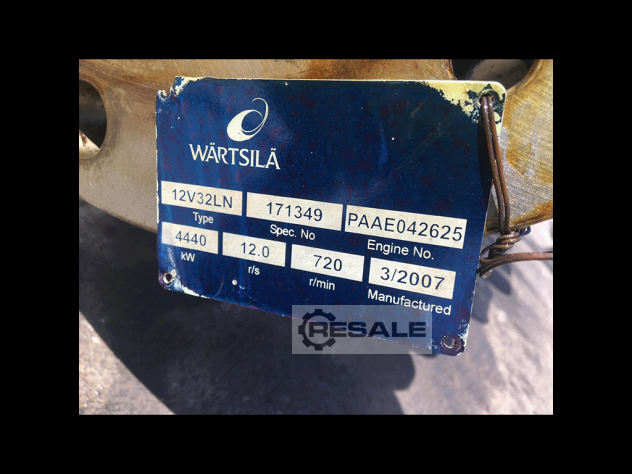 WÄRTSILÄ
12V32LN 171349 PAAE042625
Type Spec. No Engine No.
4440 12.0 720 3/2007
kW r/s r/min Manufactured
RESALE